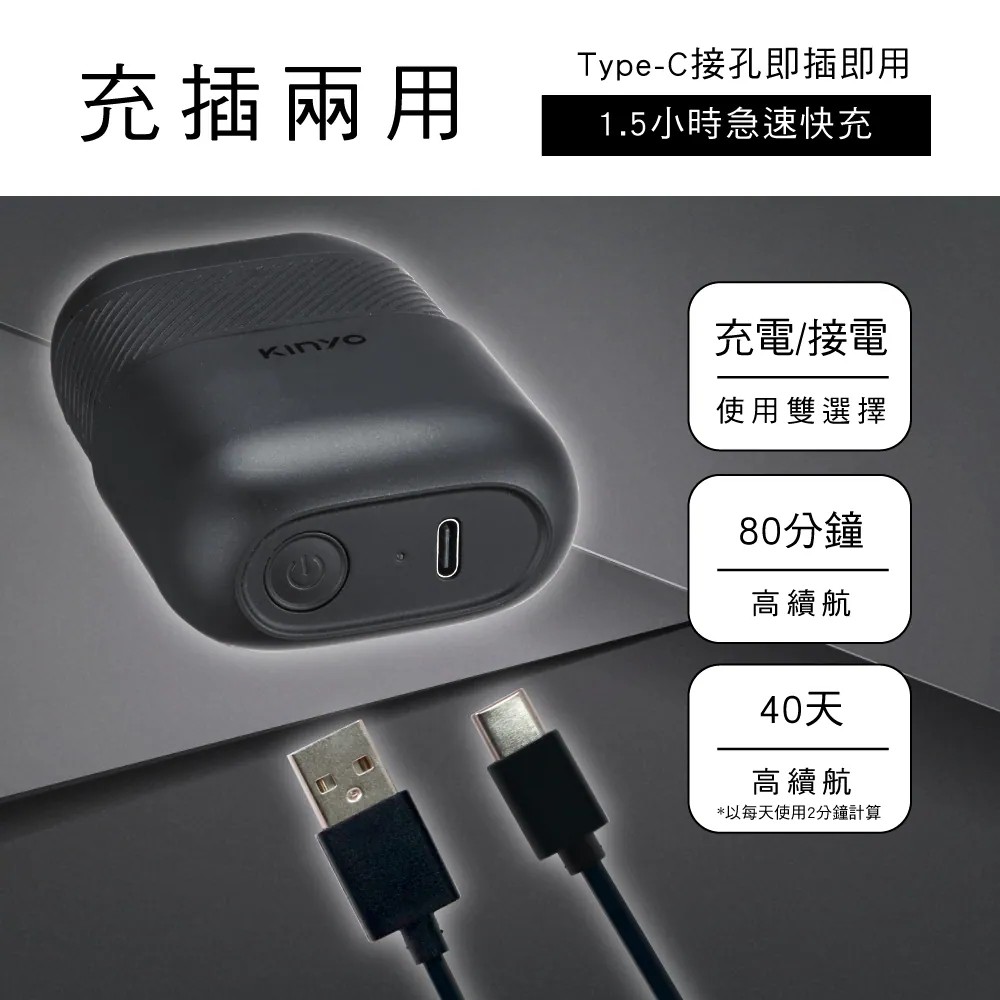 充插兩用
Type-C接孔即插即用
1.5小時急速快充
KINYO
充電/接電
使用雙選擇
80分鐘
高續航
40天
高續航
*以每天使用2分鐘計算